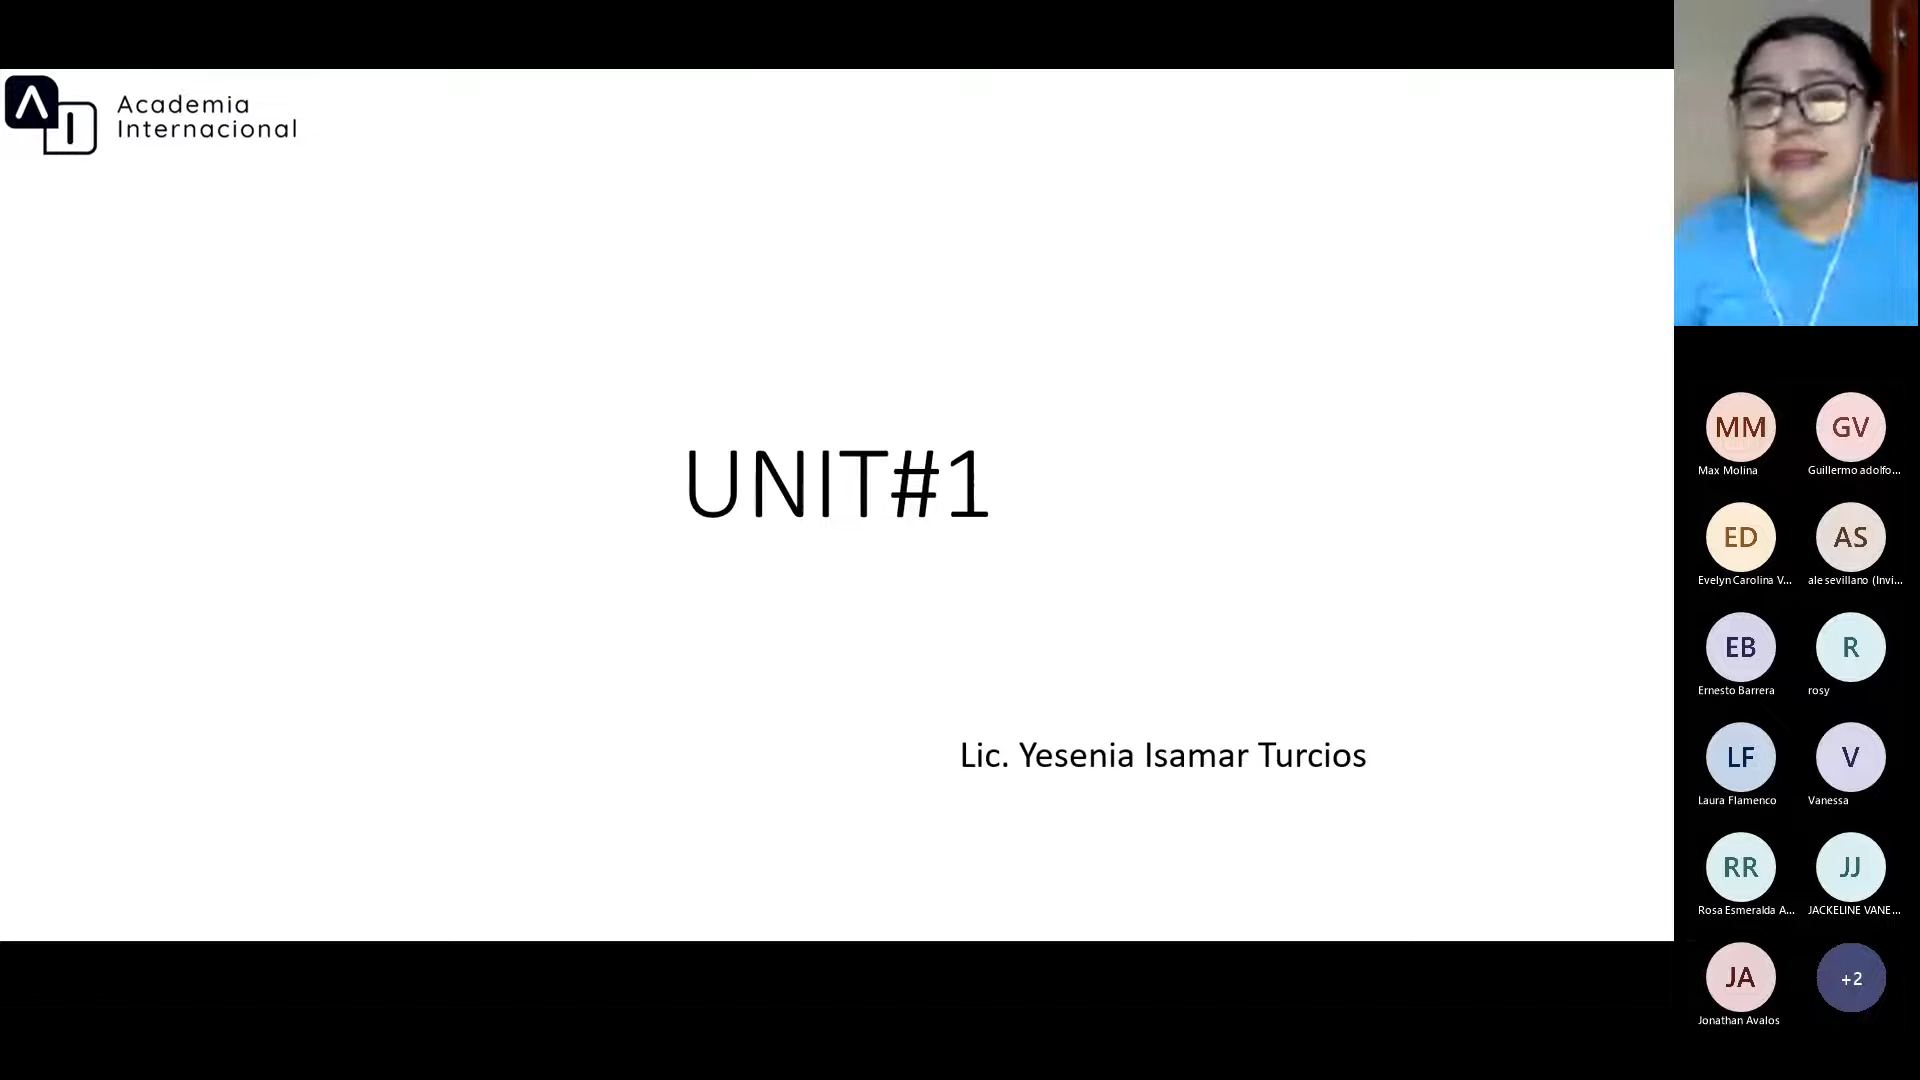 Academia
Internacional
UNIT#1
Lic. Yesenia Isamar Turcios
MM
GV
Max Molina
Guillermo adolfo...
ED
AS
Evelyn Carolina V...
ale sevillano (Invi...
EB
R
Ernesto Barrera
rosy
LF
V
Laura Flamenco
Vanessa
RR
JJ
Rosa Esmeralda A...
JACKELINE VANE...
JA
+2
Jonathan Avalos